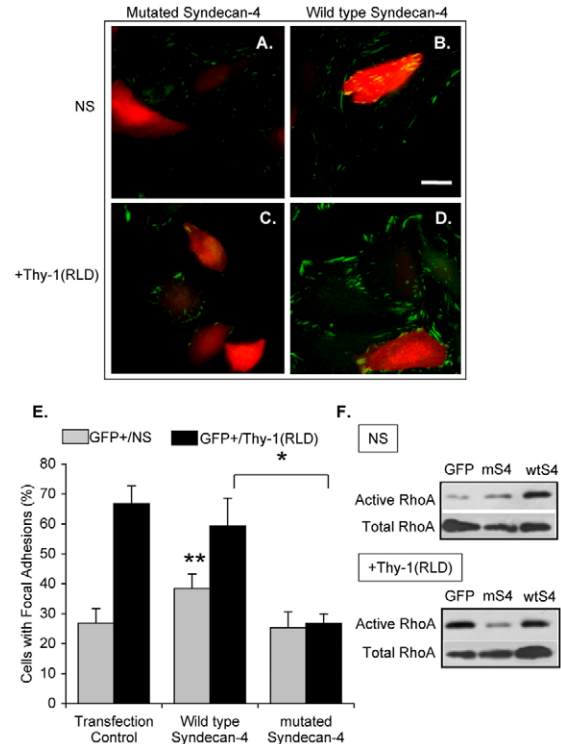 Mutated Syndecan-4 Wild type Syndecan-4
A. B.
NS
C. D.
+Thy-1(RLD)
E.
GFP+/NS GFP+/Thy-1(RLD)
*
**
Cells with Focal Adhesions (%)
80
70
60
50
40
30
20
10
0
Transfection Control
Wild type Syndecan-4
mutated Syndecan-4
F.
NS
GFP mS4 wtS4
Active RhoA
Total RhoA
+Thy-1(RLD)
GFP mS4 wtS4
Active RhoA
Total RhoA